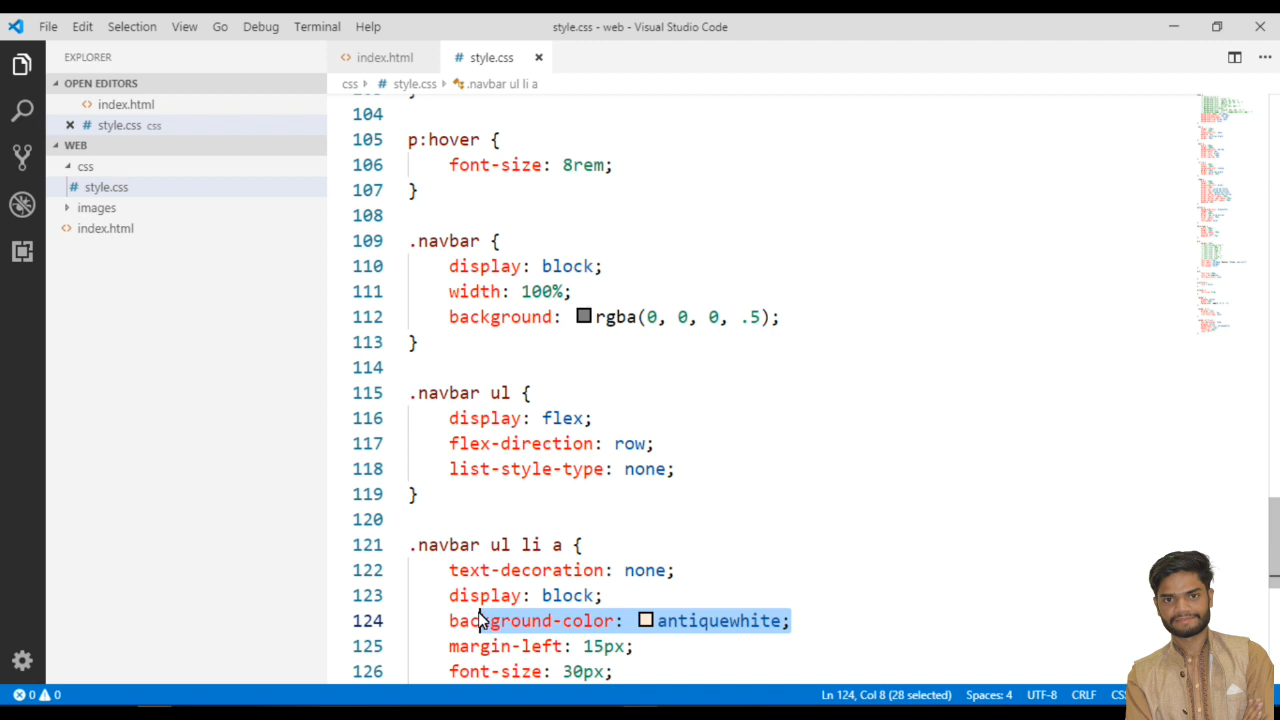 File Edit Selection View Go Debug Terminal Help
style.css - web - Visual Studio Code
EXPLORER
OPEN EDITORS
index.html
style.css css
WEB
css
style.css
images
index.html
index.html
style.css
css style.css .navbar ul li a
104
105 p:hover {
106 font-size: 8rem;
107 }
108
109 .navbar {
110 display: block;
111 width: 100%;
112 background: rgba(0, 0, 0, .5);
113 }
114
115 .navbar ul {
116 display: flex;
117 flex-direction: row;
118 list-style-type: none;
119 }
120
121 .navbar ul li a {
122 text-decoration: none;
123 display: block;
124 background-color: antiquewhite;
125 margin-left: 15px;
126 font-size: 30px;
0 0 Ln 124, Col 8 (28 selected) Spaces: 4 UTF-8 CRLF